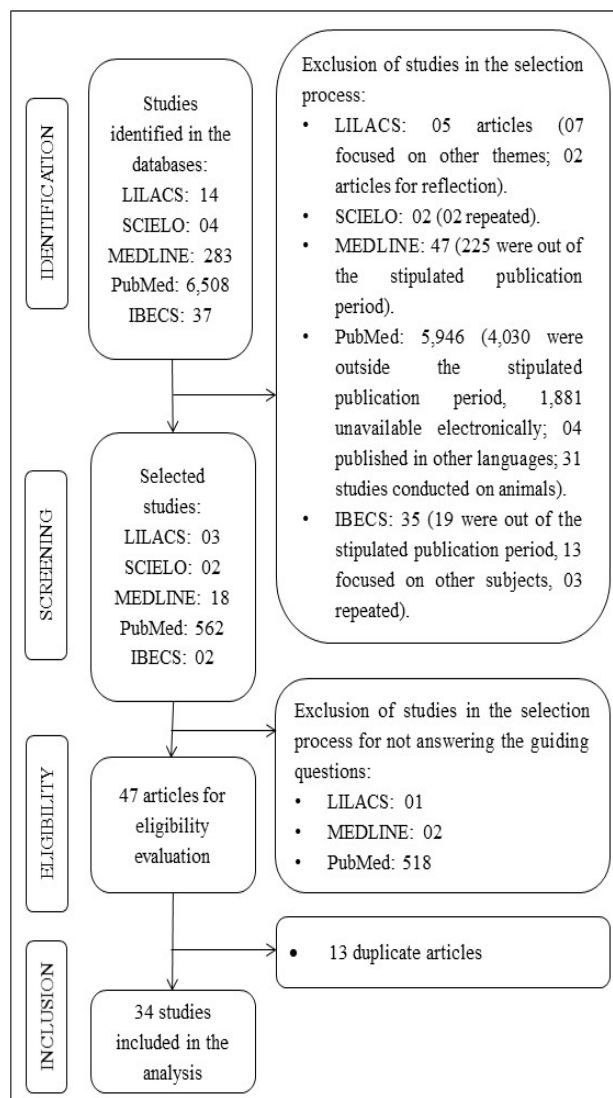 IDENTIFICATION
Studies
identified in the
databases:
LILACS: 14
SCIELO: 04
MEDLINE: 283
PubMed: 6,508
IBECS: 37
Exclusion of studies in the selection
process:
• LILACS: 05 articles (07
focused on other themes; 02
articles for reflection).
• SCIELO: 02 (02 repeated).
• MEDLINE: 47 (225 were out of
the stipulated publication
period).
• PubMed: 5,946 (4,030 were
outside the stipulated
publication period, 1,881
unavailable electronically; 04
published in other languages; 31
studies conducted on animals).
• IBECS: 35 (19 were out of the
stipulated publication period, 13
focused on other subjects, 03
repeated).
SCREENING
Selected
studies:
LILACS: 03
SCIELO: 02
MEDLINE: 18
PubMed: 562
IBECS: 02
Exclusion of studies in the selection
process for not answering the guiding
questions:
• LILACS: 01
• MEDLINE: 02
• PubMed: 518
ELIGIBILITY
47 articles for
eligibility
evaluation
• 13 duplicate articles
INCLUSION
34 studies
included in the
analysis